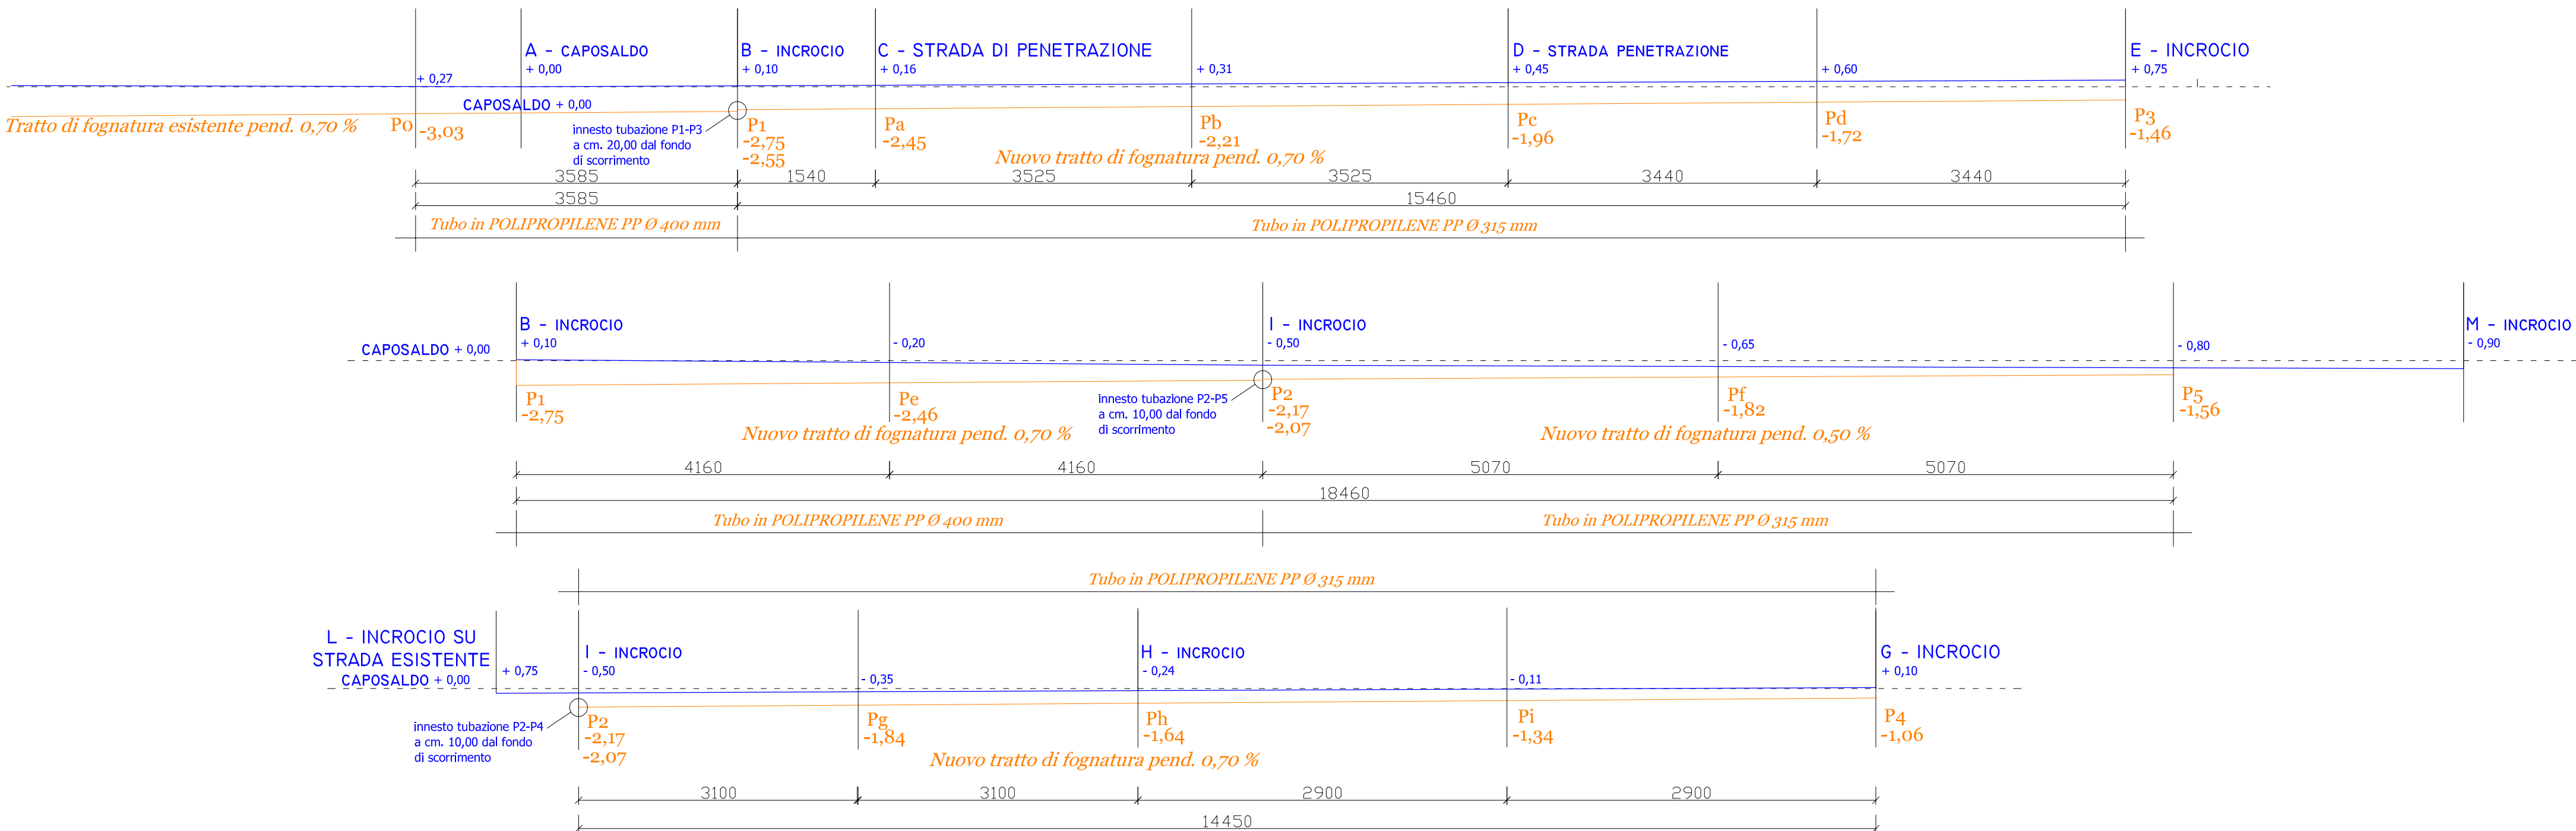 A - CAPOSALDO
+ 0,00
B - INCROCIO
+ 0,10
C - STRADA DI PENETRAZIONE
+ 0,16
+ 0,31
D - STRADA PENETRAZIONE
+ 0,45
+ 0,60
E - INCROCIO
+ 0,75
+ 0,27
CAPOSALDO + 0,00
Tratto di fognatura esistente pend. 0,70 %
P0
-3,03
innesto tubazione P1-P3
a cm. 20,00 dal fondo
di scorrimento
P1
-2,75
-2,55
Pa
-2,45
Pb
-2,21
Pc
-1,96
Pd
-1,72
P3
-1,46
Nuovo tratto di fognatura pend. 0,70 %
3585
1540
3525
3525
3440
3440
3585
15460
Tubo in POLIPROPILENE PP Ø 400 mm
Tubo in POLIPROPILENE PP Ø 315 mm
B - INCROCIO
+ 0,10
CAPOSALDO + 0,00
- 0,20
I - INCROCIO
- 0,50
- 0,65
- 0,80
M - INCROCIO
- 0,90
P1
-2,75
Pe
-2,46
innesto tubazione P2-P5
a cm. 10,00 dal fondo
di scorrimento
P2
-2,17
-2,07
Pf
-1,82
P5
-1,56
Nuovo tratto di fognatura pend. 0,70 %
Nuovo tratto di fognatura pend. 0,50 %
4160
4160
5070
5070
18460
Tubo in POLIPROPILENE PP Ø 400 mm
Tubo in POLIPROPILENE PP Ø 315 mm
Tubo in POLIPROPILENE PP Ø 315 mm
L - INCROCIO SU
STRADA ESISTENTE
+ 0,75
CAPOSALDO + 0,00
I - INCROCIO
- 0,50
- 0,35
H - INCROCIO
- 0,24
- 0,11
G - INCROCIO
+ 0,10
innesto tubazione P2-P4
a cm. 10,00 dal fondo
di scorrimento
P2
-2,17
-2,07
Pg
-1,84
Ph
-1,64
Pi
-1,34
P4
-1,06
Nuovo tratto di fognatura pend. 0,70 %
3100
3100
2900
2900
14450